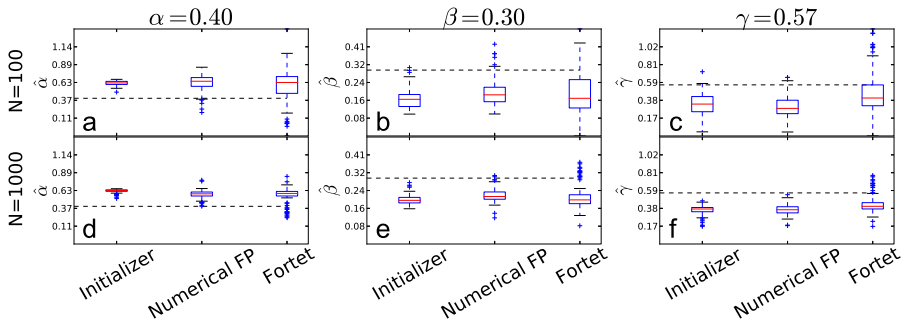 α=0.40
β=0.30
γ=0.57
N=100
α̂
1.14
0.89
0.63
0.37
0.11
a
β̂
0.41
0.32
0.24
0.16
0.08
b
γ̂
1.02
0.81
0.59
0.38
0.17
c
N=1000
α̂
1.14
0.89
0.63
0.37
0.11
d
β̂
0.41
0.32
0.24
0.16
0.08
e
γ̂
1.02
0.81
0.59
0.38
0.17
f
Initializer
Numerical FP
Fortet
Initializer
Numerical FP
Fortet
Initializer
Numerical FP
Fortet